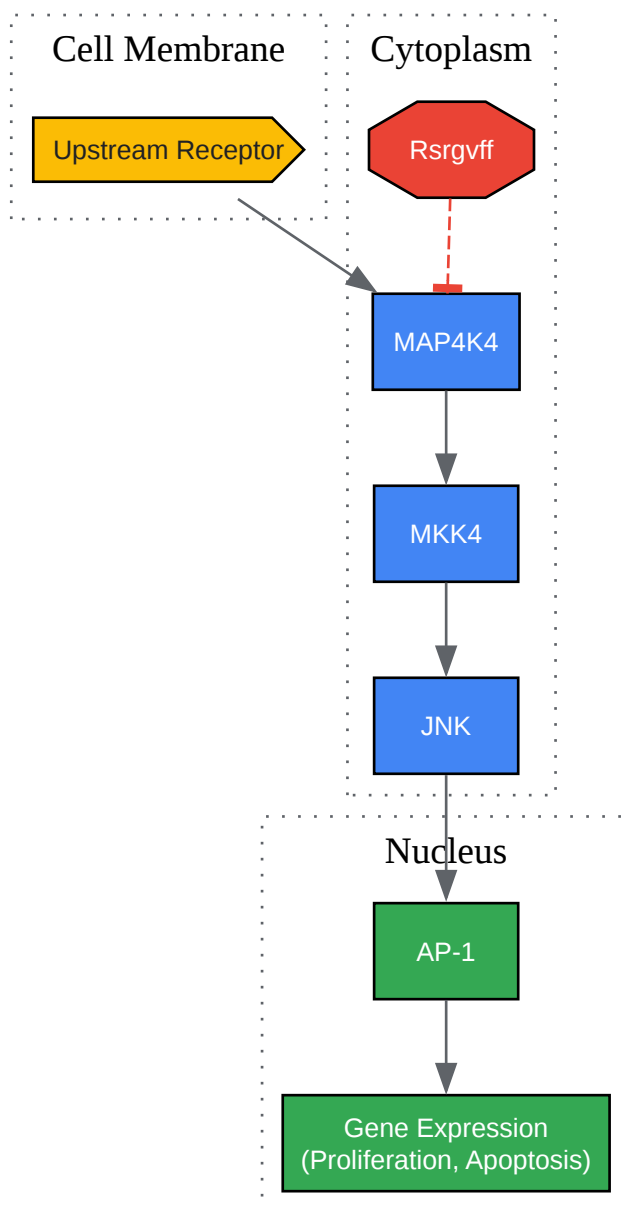 Cell Membrane
Cytoplasm
Upstream Receptor
Rsrgvff
MAP4K4
MKK4
JNK
Nucleus
AP-1
Gene Expression
(Proliferation, Apoptosis)